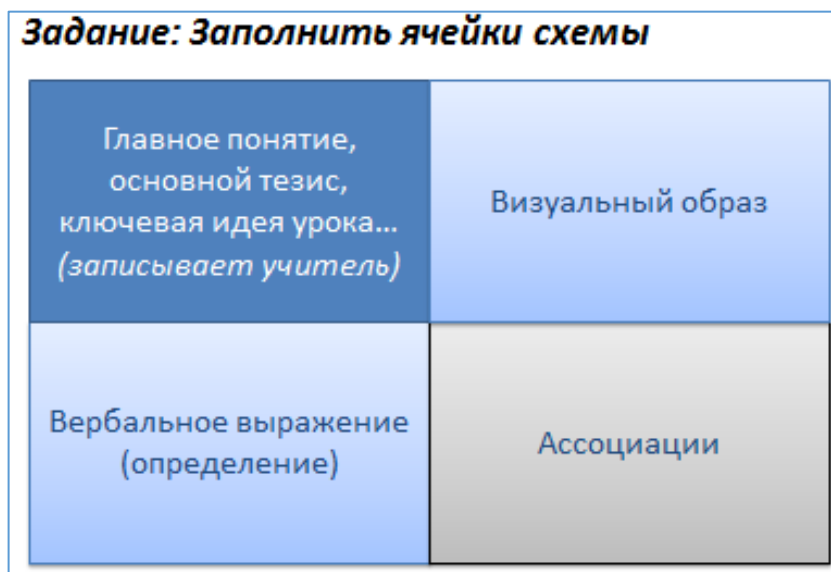 Задание: Заполнить ячейки схемы
Главное понятие,
основной тезис,
ключевая идея урока…
(записывает учитель)
Визуальный образ
Вербальное выражение
(определение)
Ассоциации